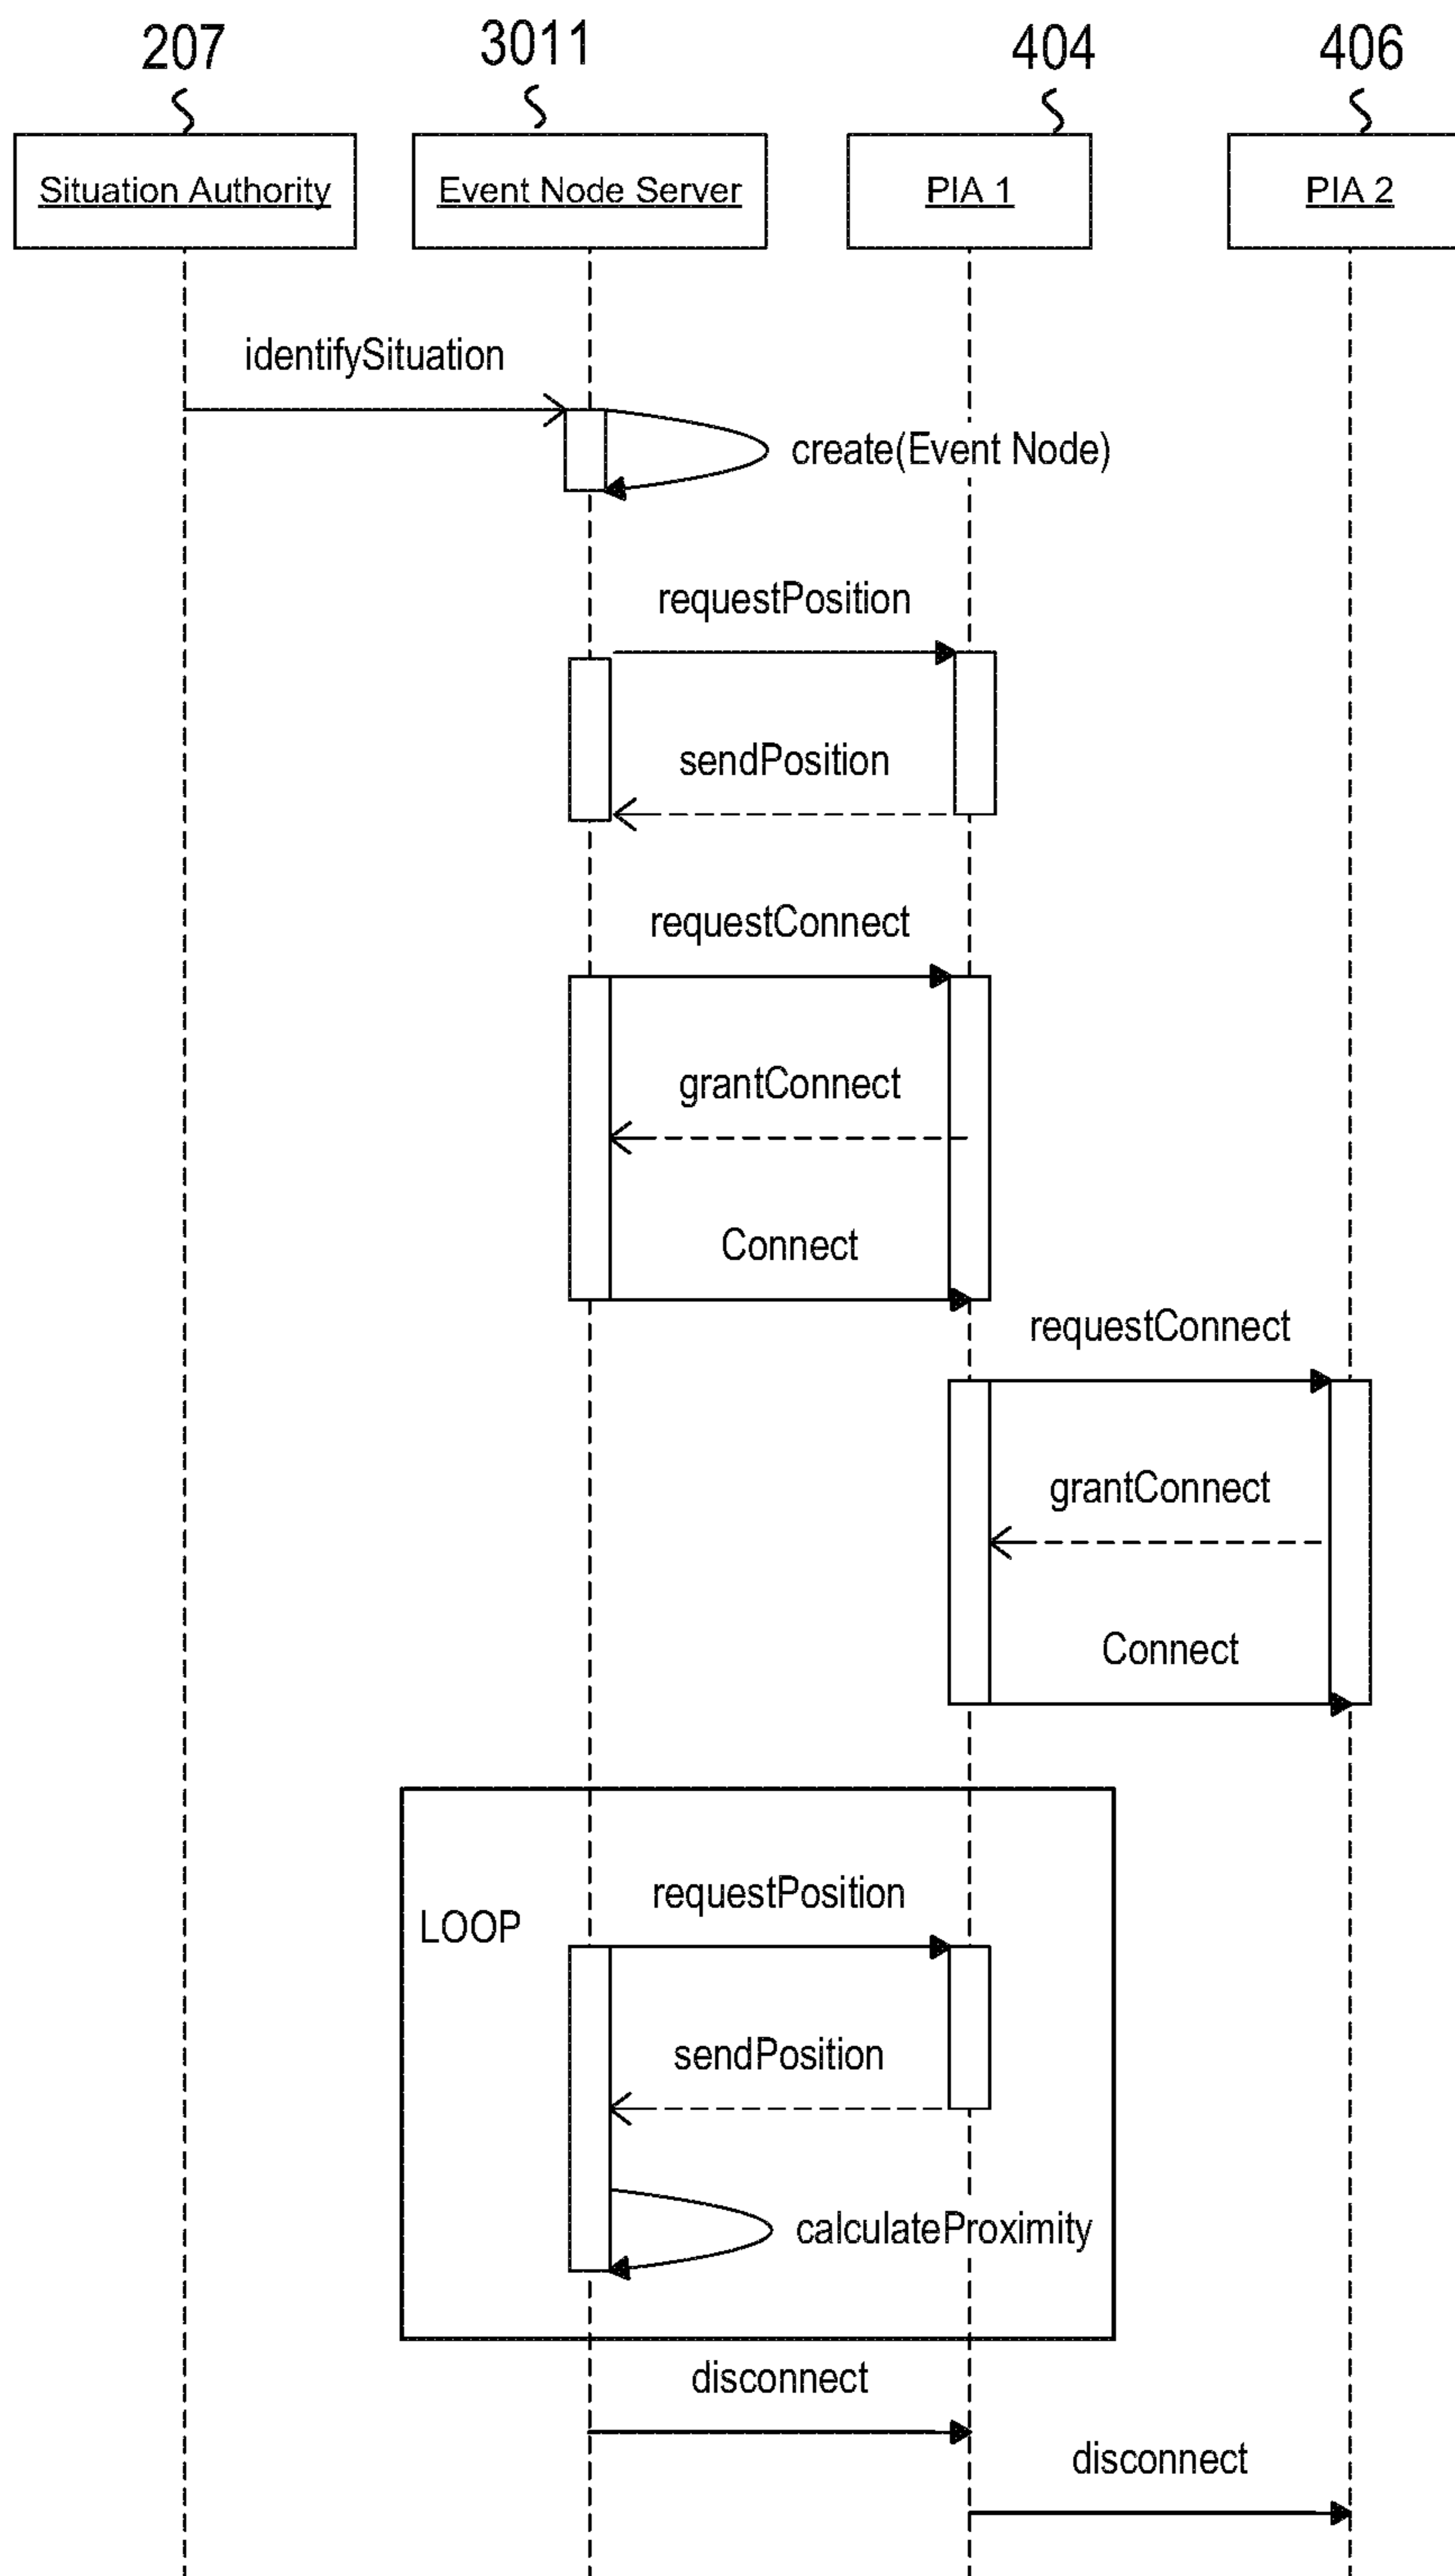 207 3011 404 406
Situation Authority Event Node Server PIA 1 PIA 2
identifySituation
create(Event Node)
requestPosition
sendPosition
requestConnect
grantConnect
Connect
requestConnect
grantConnect
Connect
requestPosition
LOOP
sendPosition
calculateProximity
disconnect
disconnect